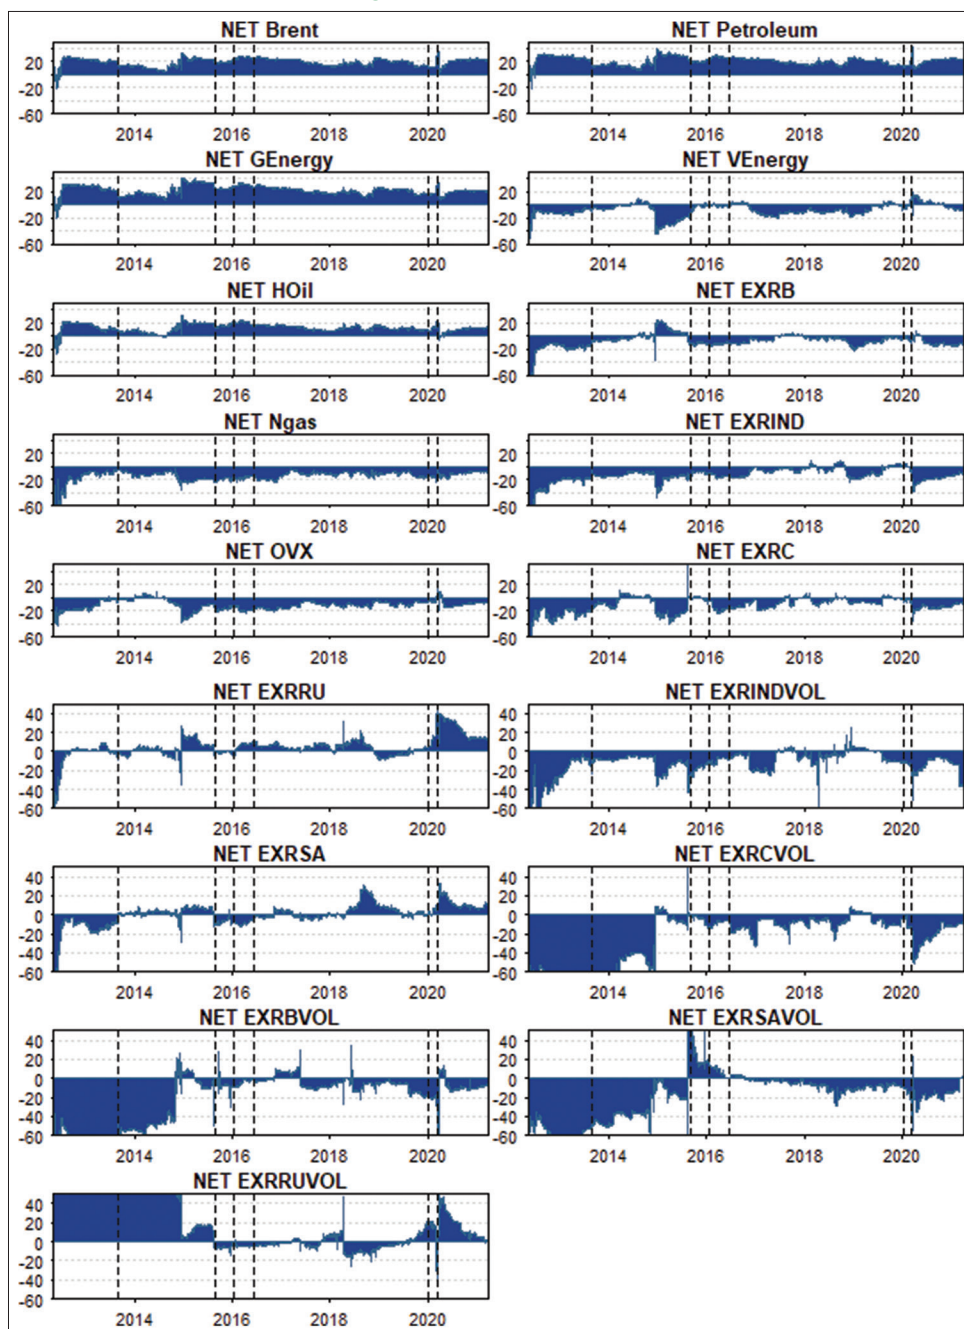 NET Brent NET Petroleum
20 20
-20 -20
-60 -60
2014 2016 2018 2020 2014 2016 2018 2020
NET GEnergy NET VEnergy
20 20
-20 -20
-60 -60
2014 2016 2018 2020 2014 2016 2018 2020
NET HOil NET EXRB
20 20
-20 -20
-60 -60
2014 2016 2018 2020 2014 2016 2018 2020
NET Ngas NET EXRIND
20 20
-20 -20
-60 -60
2014 2016 2018 2020 2014 2016 2018 2020
NET OVX NET EXRC
20 20
-20 -20
-60 -60
2014 2016 2018 2020 2014 2016 2018 2020
NET EXRRU NET EXRINDVOL
40 40
20 20
0 0
-20 -20
-40 -40
-60 -60
2014 2016 2018 2020 2014 2016 2018 2020
NET EXRSA NET EXRCVOL
40 40
20 20
0 0
-20 -20
-40 -40
-60 -60
2014 2016 2018 2020 2014 2016 2018 2020
NET EXRBVOL NET EXRSAVOL
40 40
20 20
0 0
-20 -20
-40 -40
-60 -60
2014 2016 2018 2020 2014 2016 2018 2020
NET EXRRUVOL
40
20
0
-20
-40
-60
2014 2016 2018 2020